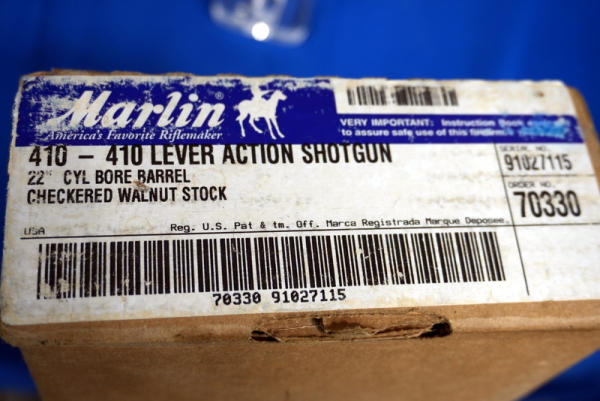 Marlin®
America's Favorite Riflemaker
VERY IMPORTANT: Instruction Book
to assure safe use of this firearm
410 - 410 LEVER ACTION SHOTGUN
22" CYL BORE BARREL
CHECKERED WALNUT STOCK
SERIAL NO.
91027115
ORDER NO.
70330
USA
Reg. U.S. Pat & tm. Off. Marca Registrada Marque Deposee.
70330 91027115